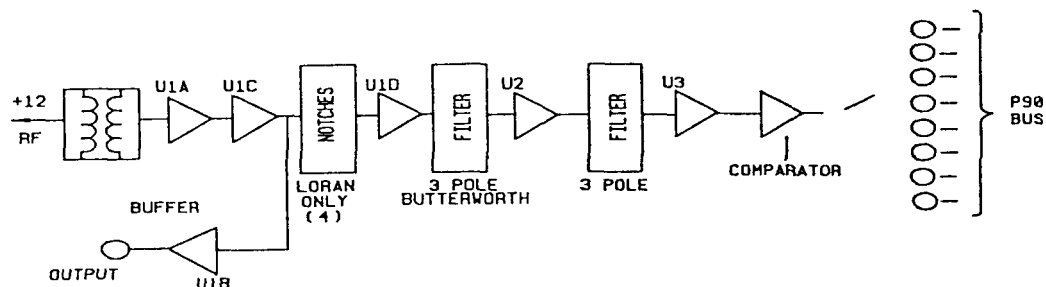 +12
RF
U1A
U1C
NOTCHES
LORAN
ONLY
(4)
U1D
FILTER
3 POLE
BUTTERWORTH
U2
FILTER
3 POLE
U3
COMPARATOR
P90
BUS
BUFFER
OUTPUT
U1B